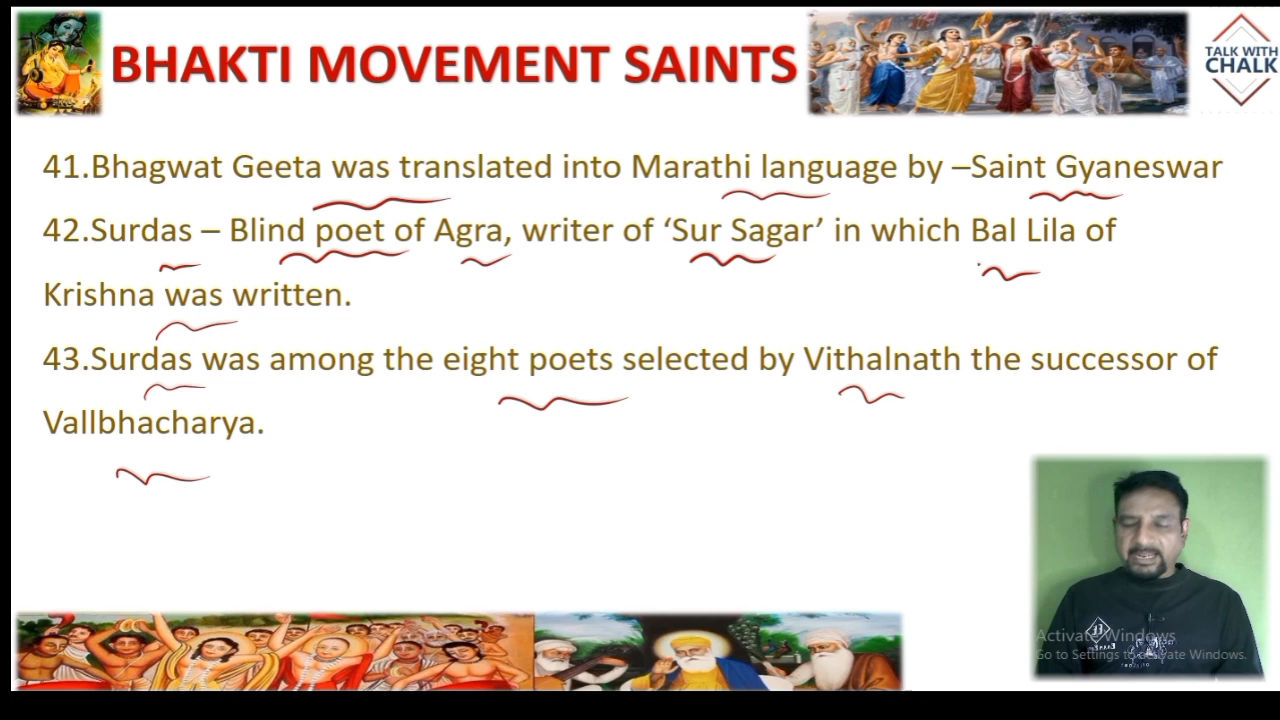 BHAKTI MOVEMENT SAINTS
TALK WITH
CHALK
41.Bhagwat Geeta was translated into Marathi language by –Saint Gyaneswar
42.Surdas – Blind poet of Agra, writer of ‘Sur Sagar’ in which Bal Lila of
Krishna was written.
43.Surdas was among the eight poets selected by Vithalnath the successor of
Vallbhacharya.
Activate Windows
Go to Settings to activate Windows.